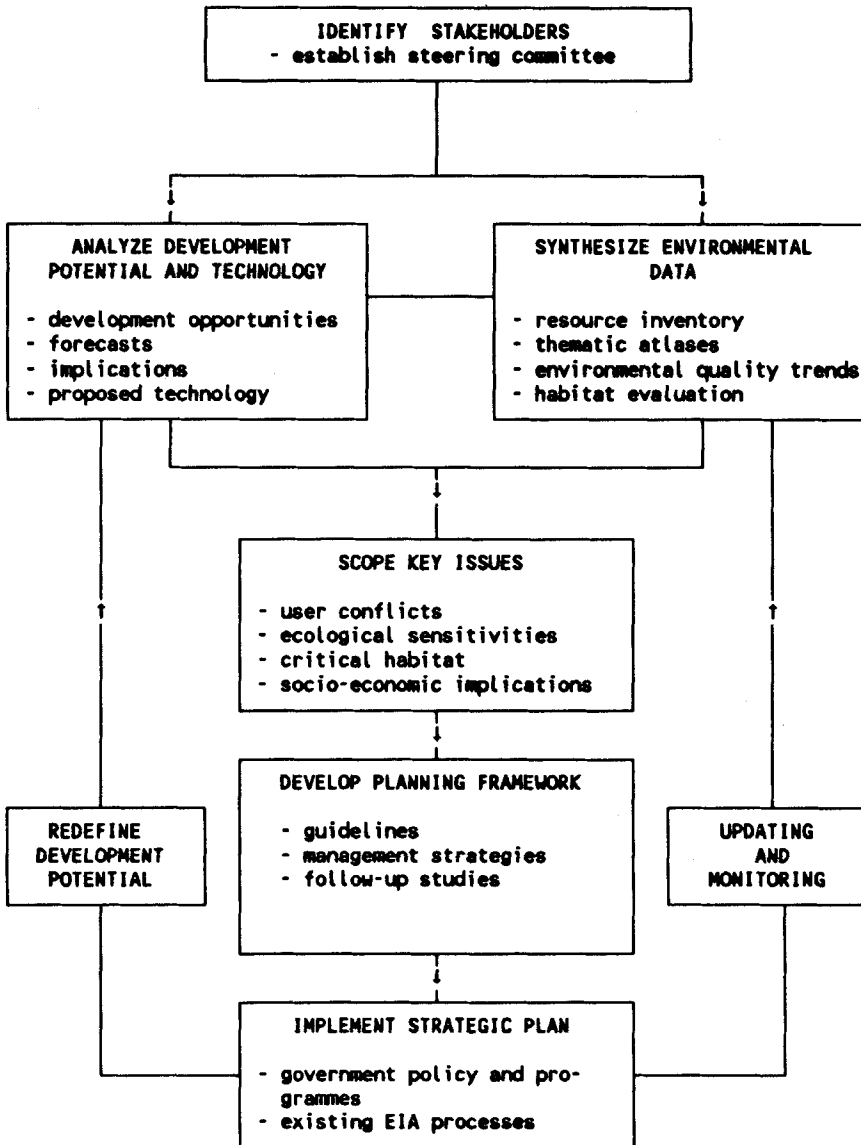 IDENTIFY STAKEHOLDERS
- establish steering committee
ANALYZE DEVELOPMENT
POTENTIAL AND TECHNOLOGY
- development opportunities
- forecasts
- implications
- proposed technology
SYNTHESIZE ENVIRONMENTAL
DATA
- resource inventory
- thematic atlases
- environmental quality trends
- habitat evaluation
SCOPE KEY ISSUES
- user conflicts
- ecological sensitivities
- critical habitat
- socio-economic implications
DEVELOP PLANNING FRAMEWORK
- guidelines
- management strategies
- follow-up studies
REDEFINE
DEVELOPMENT
POTENTIAL
UPDATING
AND
MONITORING
IMPLEMENT STRATEGIC PLAN
- government policy and pro-
grammes
- existing EIA processes